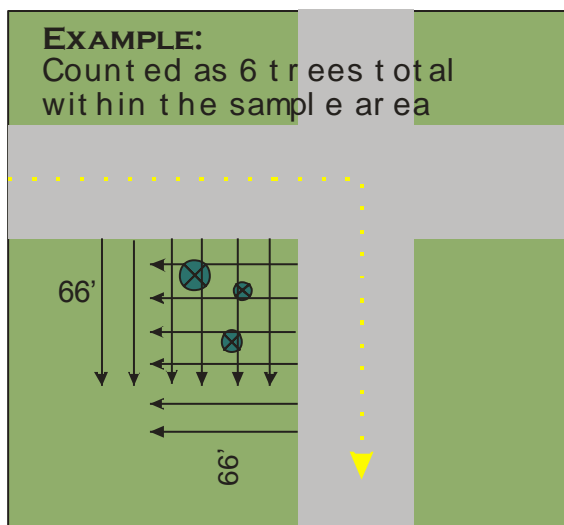 EXAMPLE:
Counted as 6 trees total
within the sample area
66'
66'